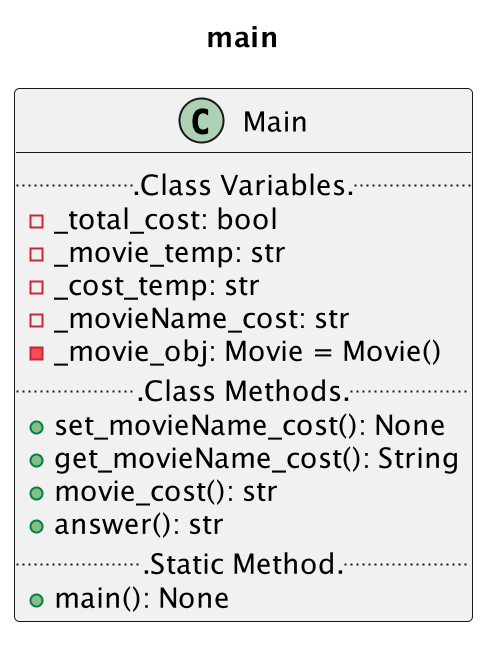 main
C Main
.Class Variables.
_total_cost: bool
_movie_temp: str
_cost_temp: str
_movieName_cost: str
_movie_obj: Movie = Movie()
.Class Methods.
set_movieName_cost(): None
get_movieName_cost(): String
movie_cost(): str
answer(): str
.Static Method.
main(): None